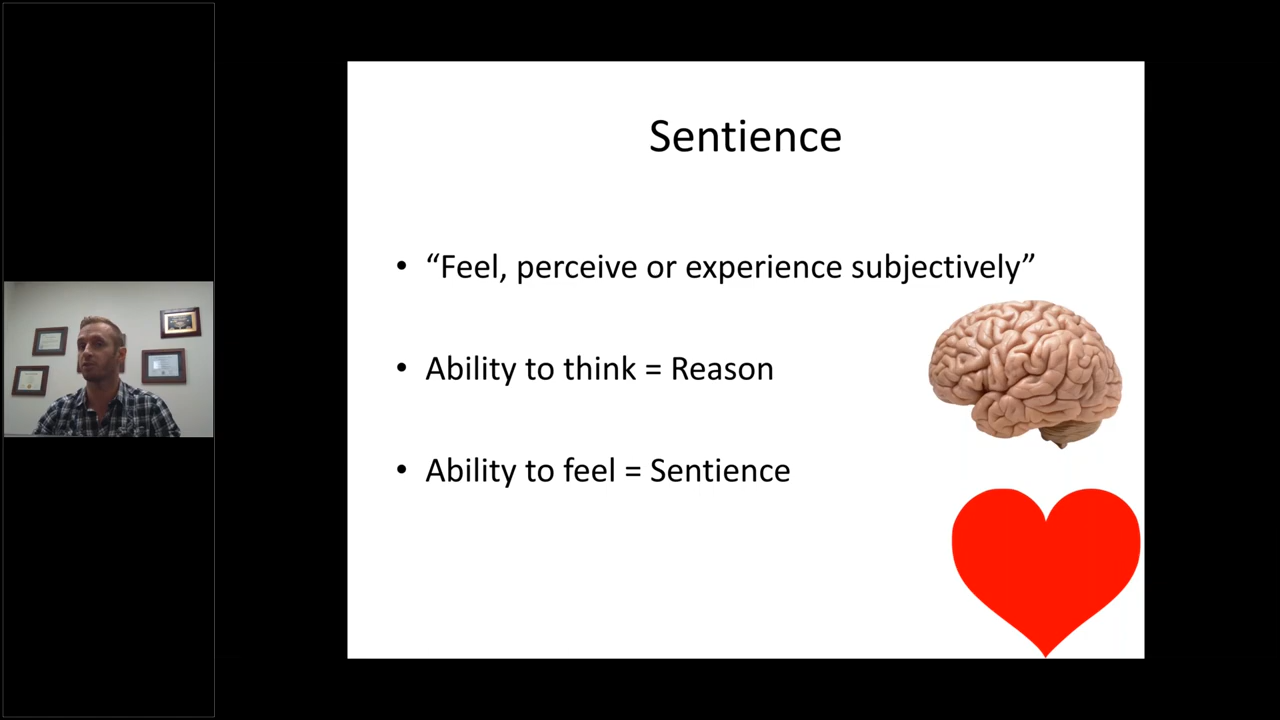 Sentience
• “Feel, perceive or experience subjectively”
• Ability to think = Reason
• Ability to feel = Sentience